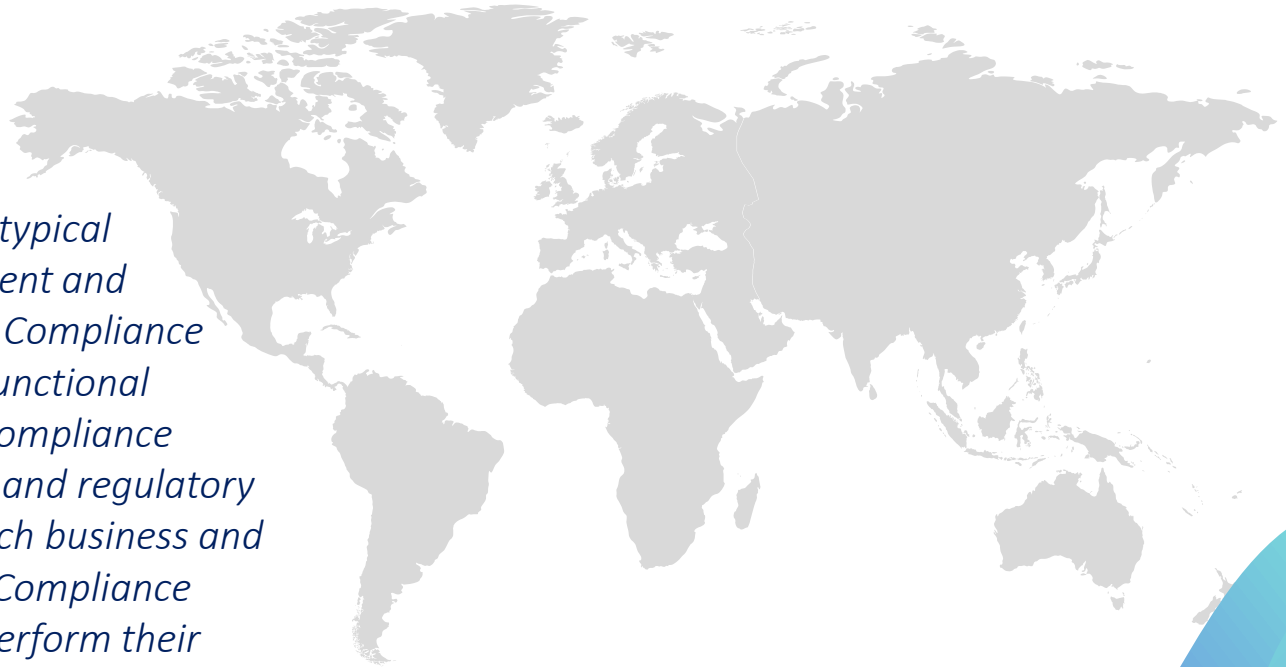 typical
ent and
Compliance
unctional
ompliance
and regulatory
ch business and
Compliance
erform their